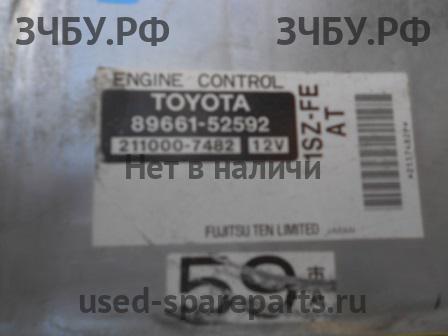 ЗЧБУ.РФ ЗЧБУ.РФ
ENGINE CONTROL
TOYOTA
89661-52592
211000-7482 12V
1SZ-FE
AT
Нет в наличии
FUJITSU TEN LIMITED JAPAN
59
used-spareparts.ru